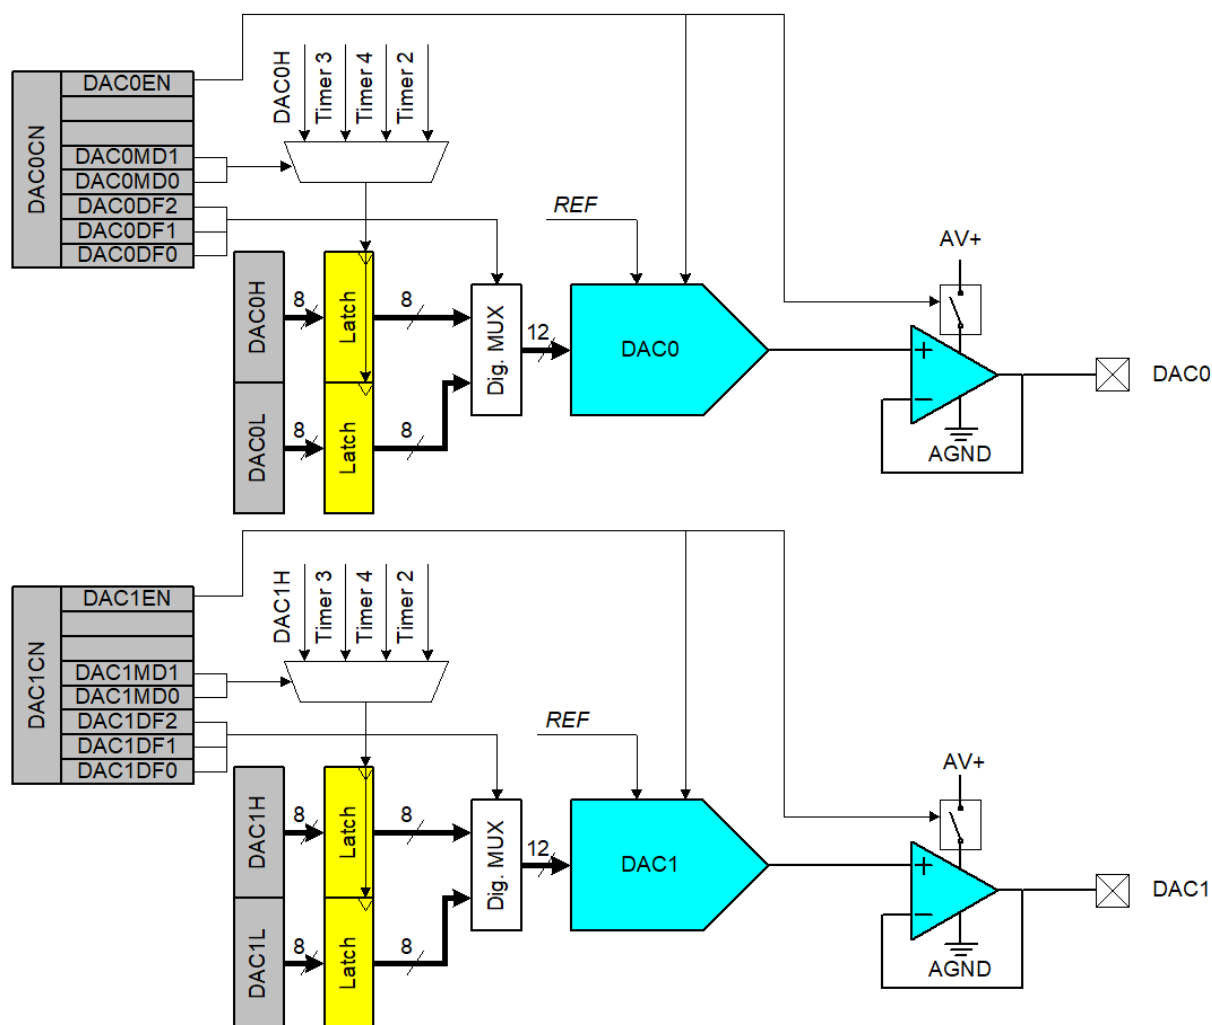 DAC0CN
DAC0EN
DAC0MD1
DAC0MD0
DAC0DF2
DAC0DF1
DAC0DF0
DAC0H
Timer 3
Timer 4
Timer 2
REF
AV+
DAC0H
8
Latch
8
Dig. MUX
12
DAC0
+
−
DAC0
DAC0L
8
Latch
8
AGND
DAC1CN
DAC1EN
DAC1MD1
DAC1MD0
DAC1DF2
DAC1DF1
DAC1DF0
DAC1H
Timer 3
Timer 4
Timer 2
REF
AV+
DAC1H
8
Latch
8
Dig. MUX
12
DAC1
+
−
DAC1
DAC1L
8
Latch
8
AGND